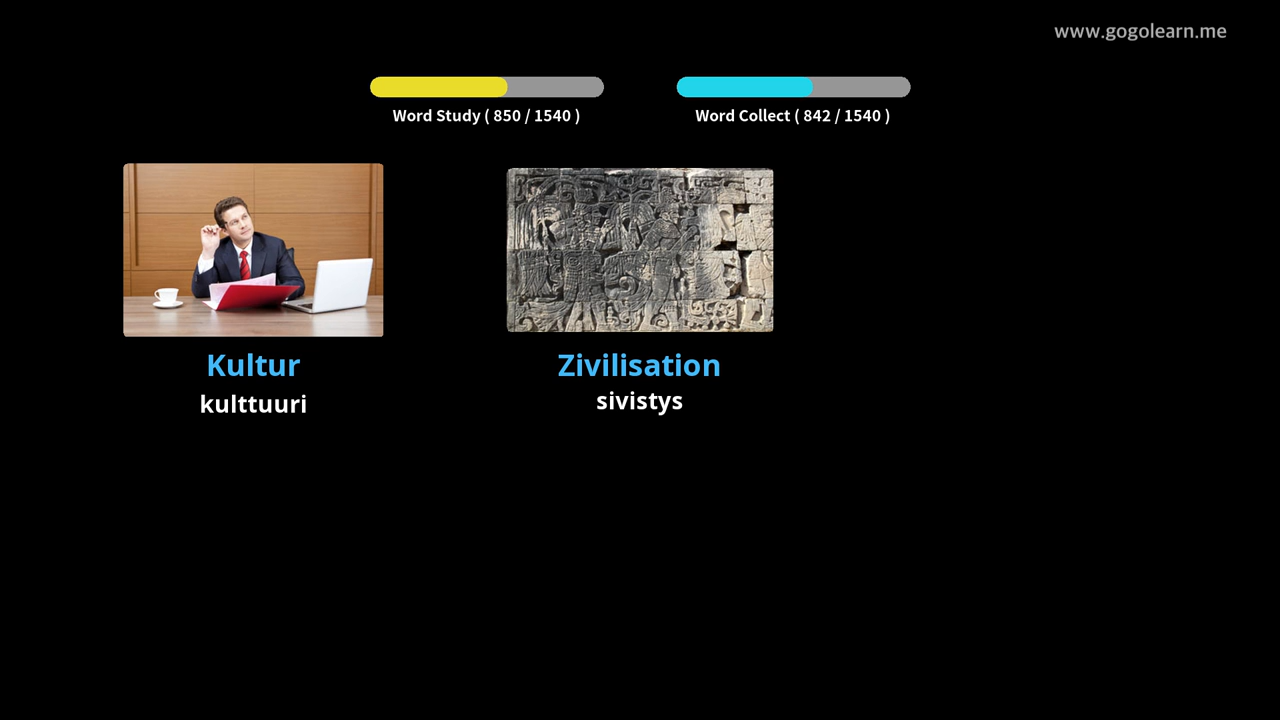 www.gogolearn.me
Word Study ( 850 / 1540 )
Word Collect ( 842 / 1540 )
Kultur
kulttuuri
Zivilisation
sivistys